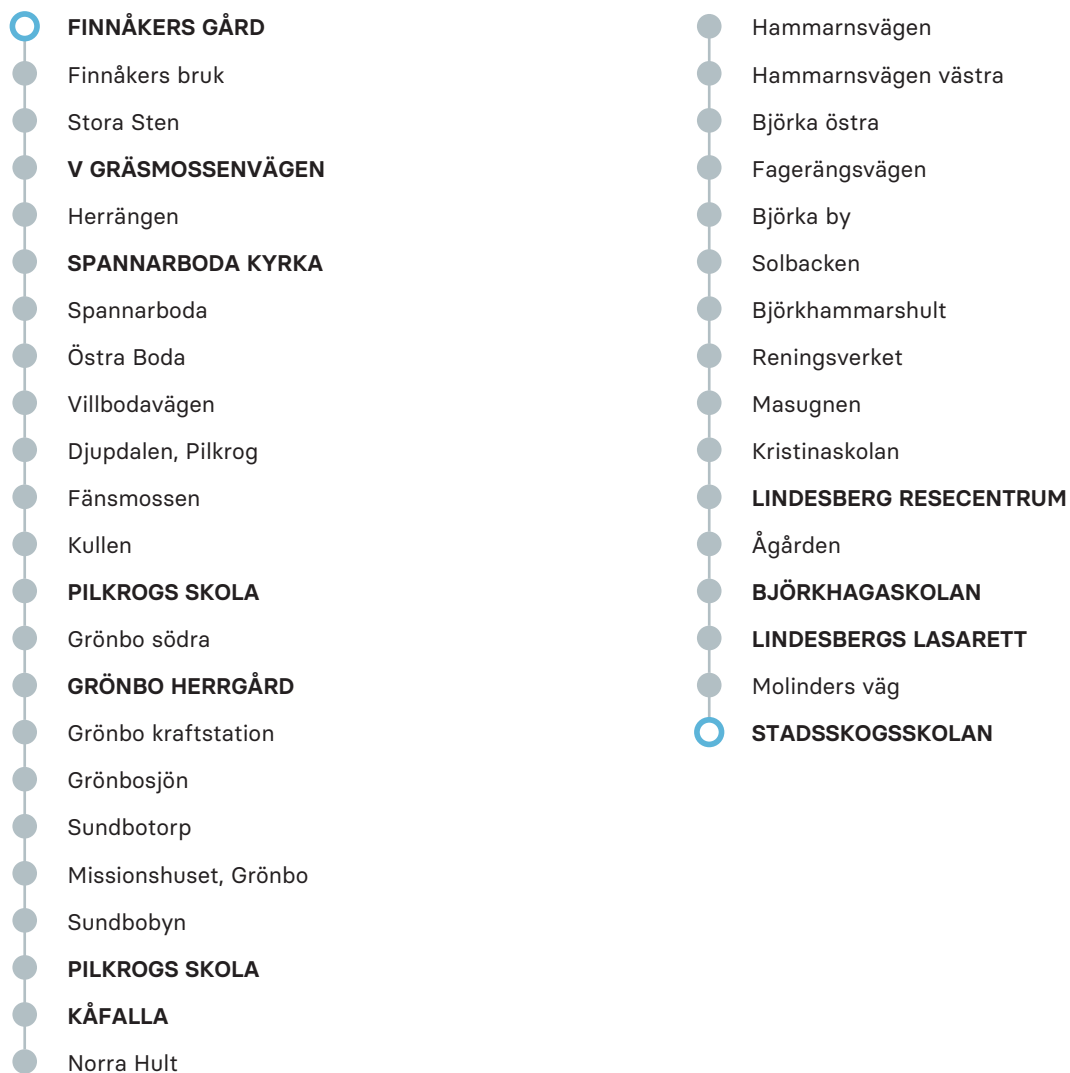 FINNÅKERS GÅRD
Finnåkers bruk
Stora Sten
V GRÄSMOSSENVÄGEN
Herrängen
SPANNARBODA KYRKA
Spannarboda
Östra Boda
Villbodavägen
Djupdalen, Pilkrog
Fänsmossen
Kullen
PILKROGS SKOLA
Grönbo södra
GRÖNBO HERRGÅRD
Grönbo kraftstation
Grönbosjön
Sundbotorp
Missionshuset, Grönbo
Sundbobyn
PILKROGS SKOLA
KÅFALLA
Norra Hult
Hammarnsvägen
Hammarnsvägen västra
Björka östra
Fagerängsvägen
Björka by
Solbacken
Björkhammarshult
Reningsverket
Masugnen
Kristinaskolan
LINDESBERG RESECENTRUM
Ågården
BJÖRKHAGASKOLAN
LINDESBERGS LASARETT
Molinders väg
STADSSKOGSSKOLAN